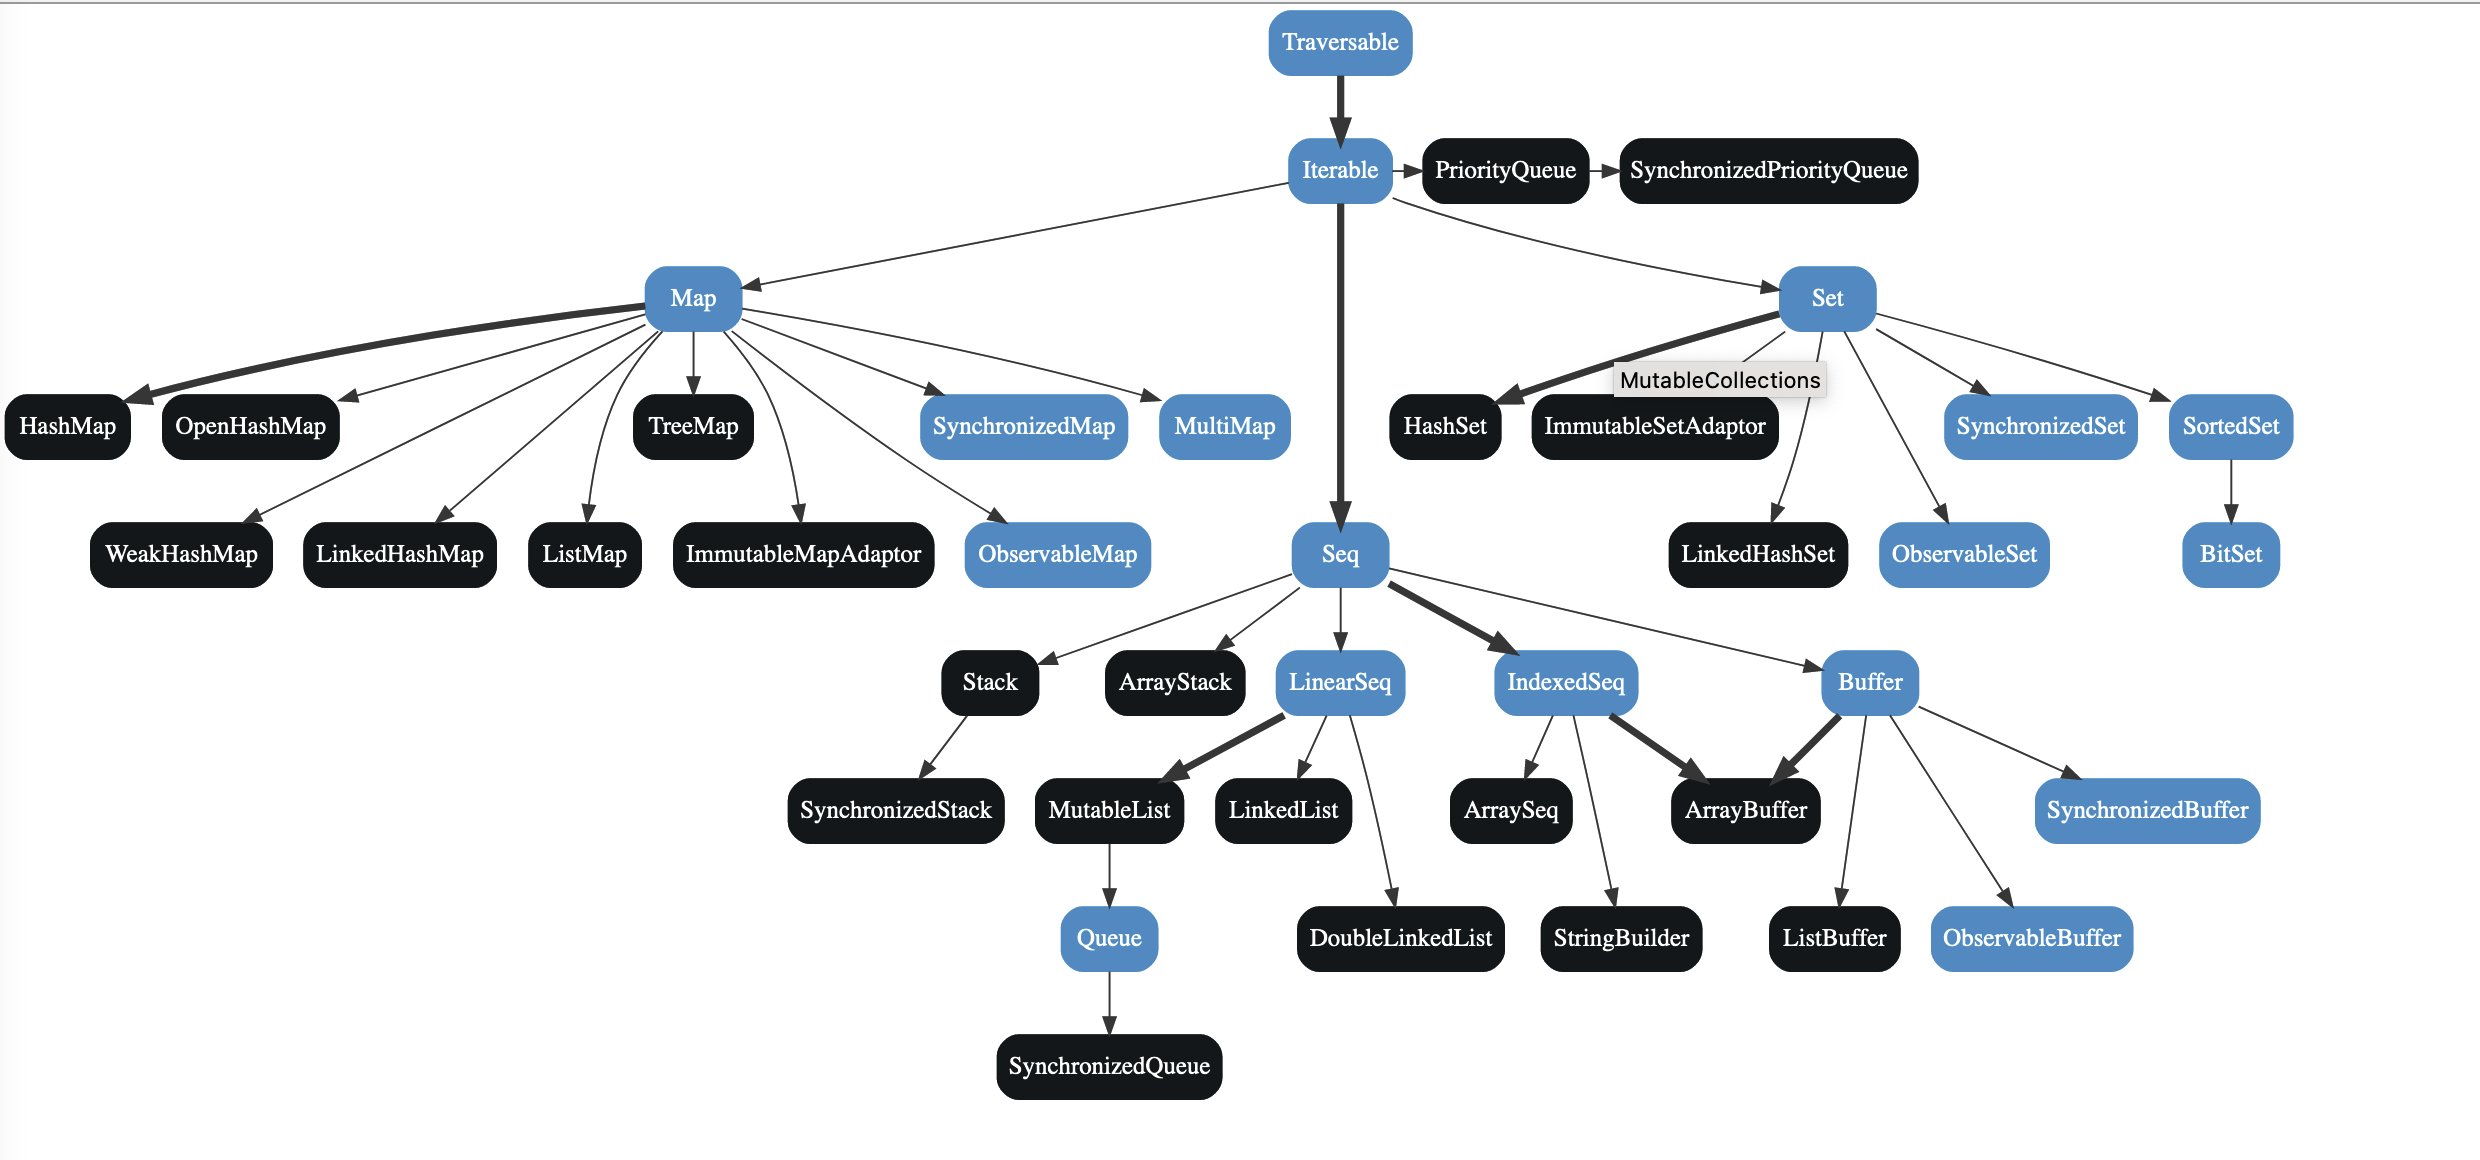 Traversable
Iterable
PriorityQueue
SynchronizedPriorityQueue
Map
Set
MutableCollections
HashMap
OpenHashMap
TreeMap
SynchronizedMap
MultiMap
HashSet
ImmutableSetAdaptor
SynchronizedSet
SortedSet
WeakHashMap
LinkedHashMap
ListMap
ImmutableMapAdaptor
ObservableMap
Seq
LinkedHashSet
ObservableSet
BitSet
Stack
ArrayStack
LinearSeq
IndexedSeq
Buffer
SynchronizedStack
MutableList
LinkedList
ArraySeq
ArrayBuffer
SynchronizedBuffer
Queue
DoubleLinkedList
StringBuilder
ListBuffer
ObservableBuffer
SynchronizedQueue